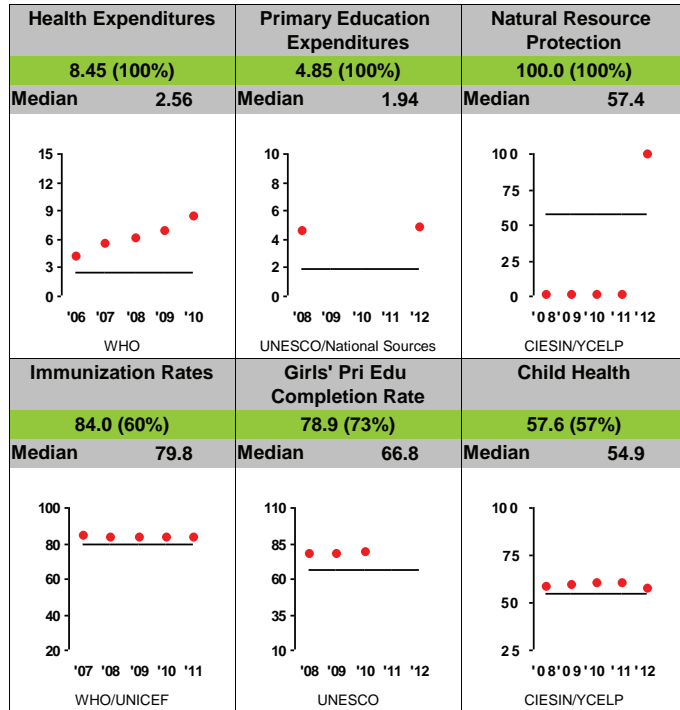 Health Expenditures
8.45 (100%)
Median 2.56
15
12
9
6
3
0
'06 '07 '08 '09 '10
WHO
Primary Education
Expenditures
4.85 (100%)
Median 1.94
10
8
6
4
2
0
'08 '09 '10 '11 '12
UNESCO/National Sources
Natural Resource
Protection
100.0 (100%)
Median 57.4
100
75
50
25
0
'08 '09 '10 '11 '12
CIESIN/YCELP
Immunization Rates
84.0 (60%)
Median 79.8
100
80
60
40
20
'07 '08 '09 '10 '11
WHO/UNICEF
Girls' Pri Edu
Completion Rate
78.9 (73%)
Median 66.8
110
85
60
35
10
'08 '09 '10 '11 '12
UNESCO
Child Health
57.6 (57%)
Median 54.9
100
75
50
25
'08 '09 '10 '11 '12
CIESIN/YCELP